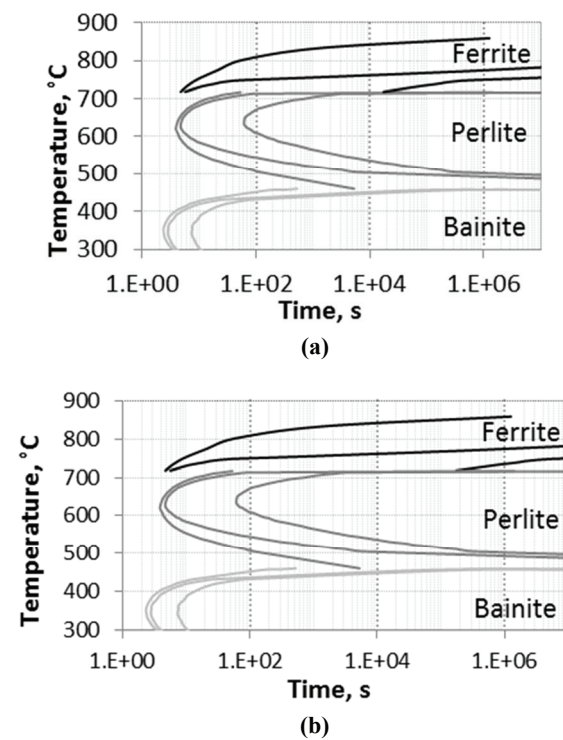 Temperature, °C
900
800
700
600
500
400
300
Ferrite
Perlite
Bainite
1.E+00 1.E+02 1.E+04 1.E+06
Time, s
(a)
Temperature, °C
900
800
700
600
500
400
300
Ferrite
Perlite
Bainite
1.E+00 1.E+02 1.E+04 1.E+06
Time, s
(b)